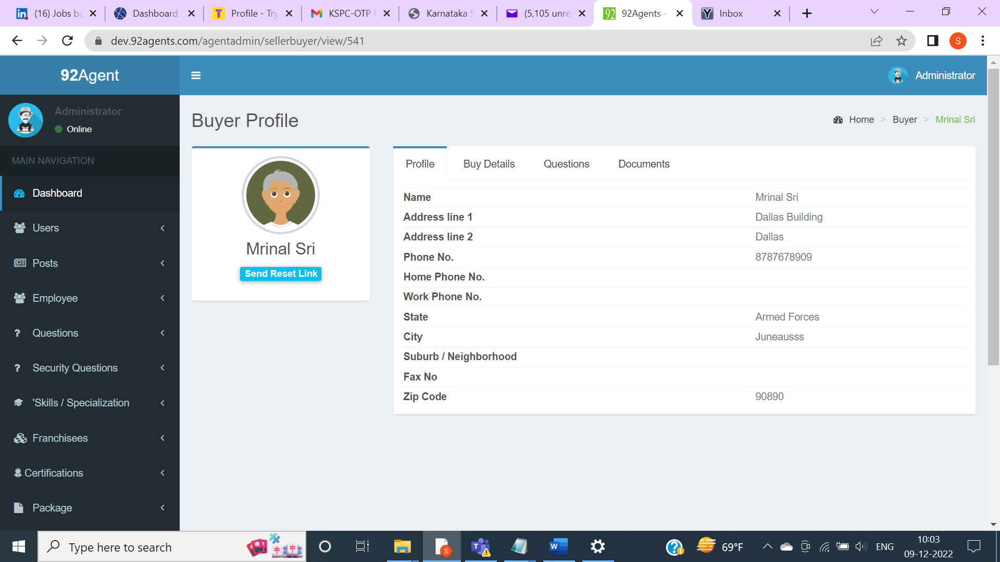 (16) Jobs ba
Dashboard
Profile - Try
KSPC-OTP F
Karnataka S
(5,105 unre
92Agents -
Inbox
dev.92agents.com/agentadmin/sellerbuyer/view/541
S
92Agent
Administrator
Administrator
Online
Buyer Profile
Home > Buyer > Mrinal Sri
MAIN NAVIGATION
Dashboard
Users
Posts
Employee
Questions
Security Questions
'Skills / Specialization
Franchisees
Certifications
Package
Mrinal Sri
Send Reset Link
Profile Buy Details Questions Documents
Name Mrinal Sri
Address line 1 Dallas Building
Address line 2 Dallas
Phone No. 8787678909
Home Phone No.
Work Phone No.
State Armed Forces
City Juneausss
Suburb / Neighborhood
Fax No
Zip Code 90890
Type here to search
69°F
ENG
10:03
09-12-2022